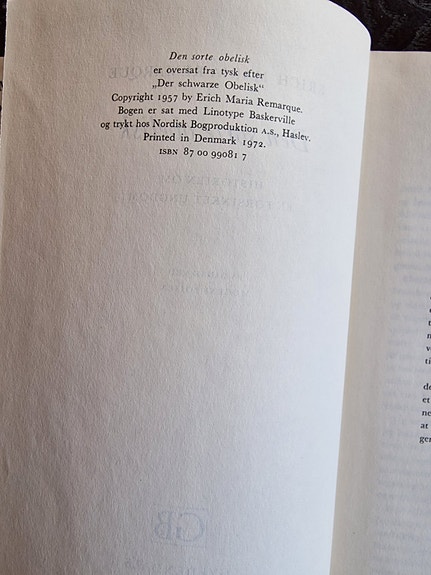 Den sorte obelisk
er oversat fra tysk efter
„Der schwarze Obelisk“
Copyright 1957 by Erich Maria Remarque.
Bogen er sat med Linotype Baskerville
og trykt hos Nordisk Bogproduktion A.S., Haslev.
Printed in Denmark 1972.
ISBN 87 00 99081 7
GB